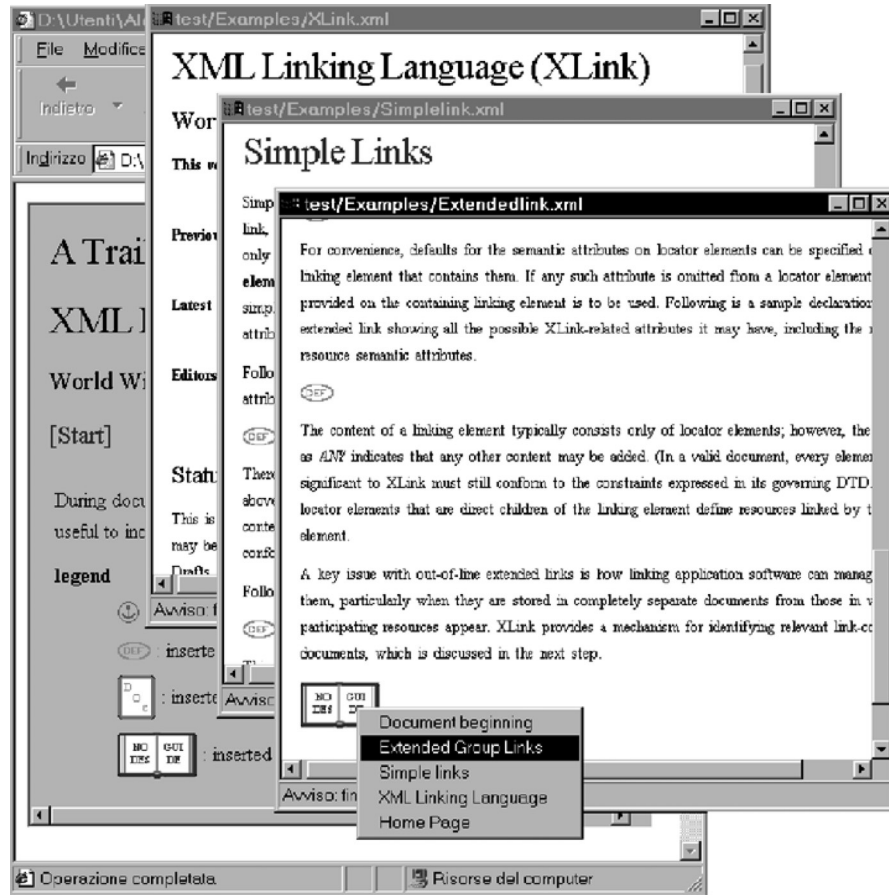 D:\Utenti\Al
File Modifice
Indietro
Indirizzo D:\
A Trai
XML
World Wi
[Start]
During docu
useful to inc
legend
DEF : inserte
D o c : inserte
NO DES GUI DE : inserted
Operazione completata
Risorse del computer
test/Examples/XLink.xml
XML Linking Language (XLink)
Wor
This ve
Previou
Latest
Editors
Statu
This is
may be
Drafts
Avviso: f
test/Examples/Simplelink.xml
Simple Links
Simp
link,
only
elem
simp
attrib
Follo
attrib
DEF
There
above
conte
confo
Follo
DEF
Avviso
test/Examples/Extendedlink.xml
For convenience, defaults for the semantic attributes on locator elements can be specified
linking element that contains them. If any such attribute is omitted from a locator element
provided on the containing linking element is to be used. Following is a sample declaration
extended link showing all the possible XLink-related attributes it may have, including the
resource semantic attributes.
DEF
The content of a linking element typically consists only of locator elements; however, the
as ANY indicates that any other content may be added. (In a valid document, every eleme
significant to XLink must still conform to the constraints expressed in its governing DTD.
locator elements that are direct children of the linking element define resources linked by t
element.
A key issue with out-of-line extended links is how linking application software can manag
them, particularly when they are stored in completely separate documents from those in
participating resources appear. XLink provides a mechanism for identifying relevant link-co
documents, which is discussed in the next step.
NO DES GUI DE
Avviso: fin
Document beginning
Extended Group Links
Simple links
XML Linking Language
Home Page